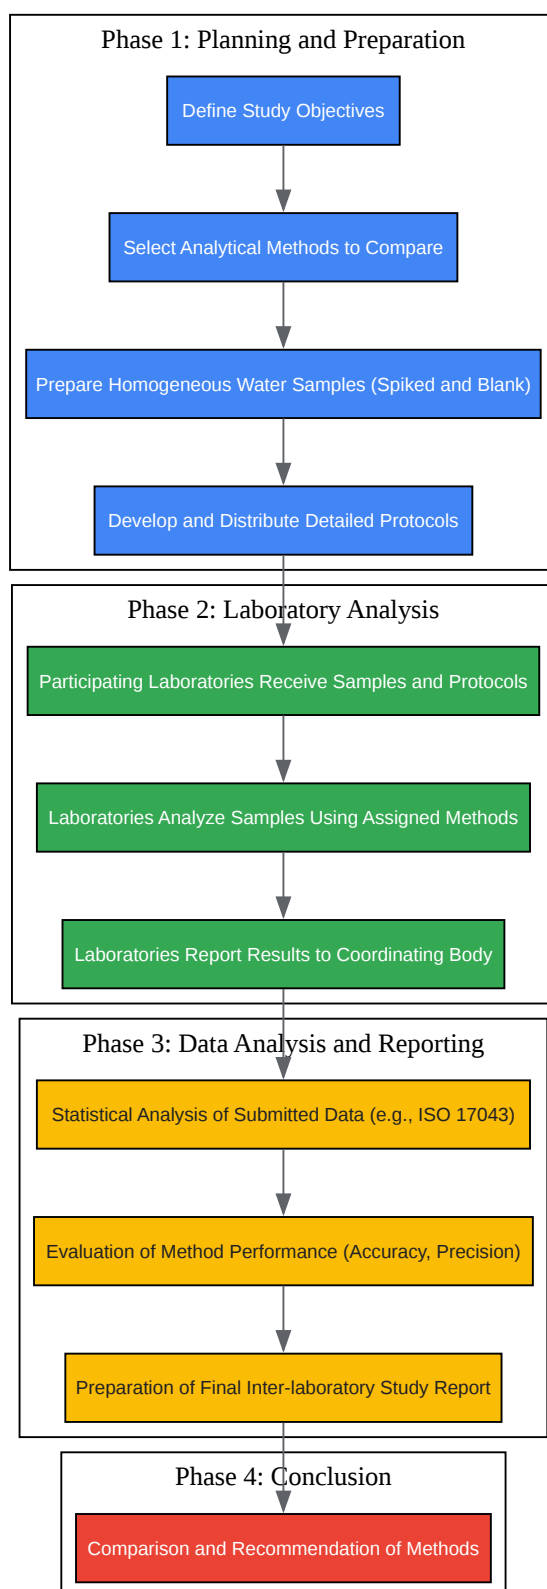 Phase 1: Planning and Preparation
Define Study Objectives
Select Analytical Methods to Compare
Prepare Homogeneous Water Samples (Spiked and Blank)
Develop and Distribute Detailed Protocols
Phase 2: Laboratory Analysis
Participating Laboratories Receive Samples and Protocols
Laboratories Analyze Samples Using Assigned Methods
Laboratories Report Results to Coordinating Body
Phase 3: Data Analysis and Reporting
Statistical Analysis of Submitted Data (e.g., ISO 17043)
Evaluation of Method Performance (Accuracy, Precision)
Preparation of Final Inter-laboratory Study Report
Phase 4: Conclusion
Comparison and Recommendation of Methods